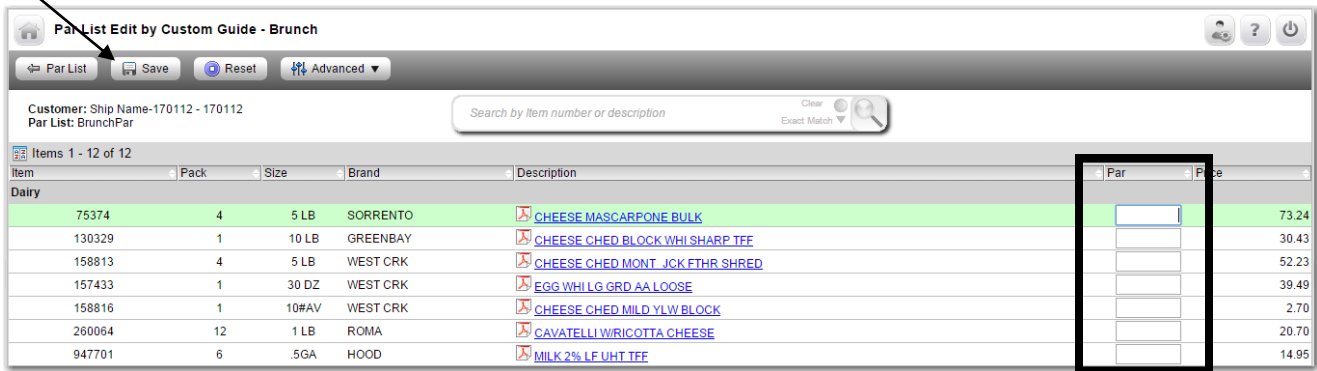 Par List Edit by Custom Guide - Brunch
?
Par List Save Reset Advanced ▼
Customer: Ship Name-170112 - 170112
Par List: BrunchPar
Search by Item number or description
Clear
Exact Match ▼
Items 1 - 12 of 12
Item Pack Size Brand Description Par Price
Dairy
75374 4 5 LB SORRENTO CHEESE MASCARPONE BULK 73.24
130329 1 10 LB GREENBAY CHEESE CHED BLOCK WHI SHARP TFF 30.43
158813 4 5 LB WEST CRK CHEESE CHED MONT JCK FTHR SHRED 52.23
157433 1 30 DZ WEST CRK EGG WHI LG GRD AA LOOSE 39.49
158816 1 10#AV WEST CRK CHEESE CHED MILD YLW BLOCK 2.70
260064 12 1 LB ROMA CAVATELLI W/RICOTTA CHEESE 20.70
947701 6 .5GA HOOD MILK 2% LF UHT TFF 14.95